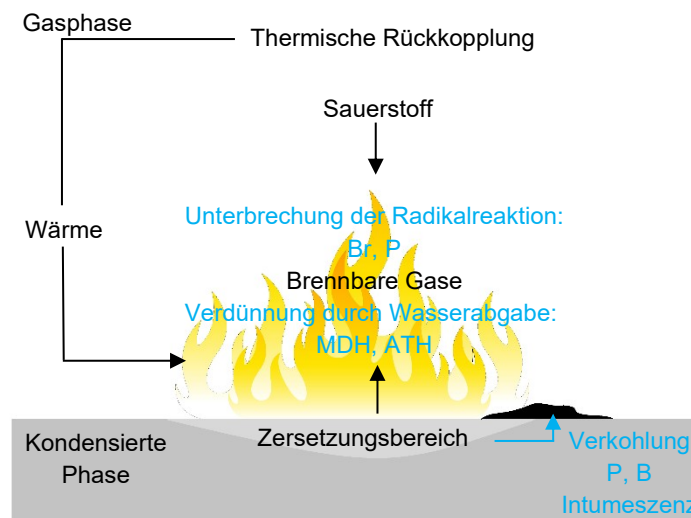 Gasphase
Thermische Rückkopplung
Sauerstoff
Unterbrechung der Radikalreaktion:
Br, P
Wärme
Brennbare Gase
Verdünnung durch Wasserabgabe:
MDH, ATH
Kondensierte
Phase
Zersetzungsbereich
Verkohlung:
P, B
Intumeszenz